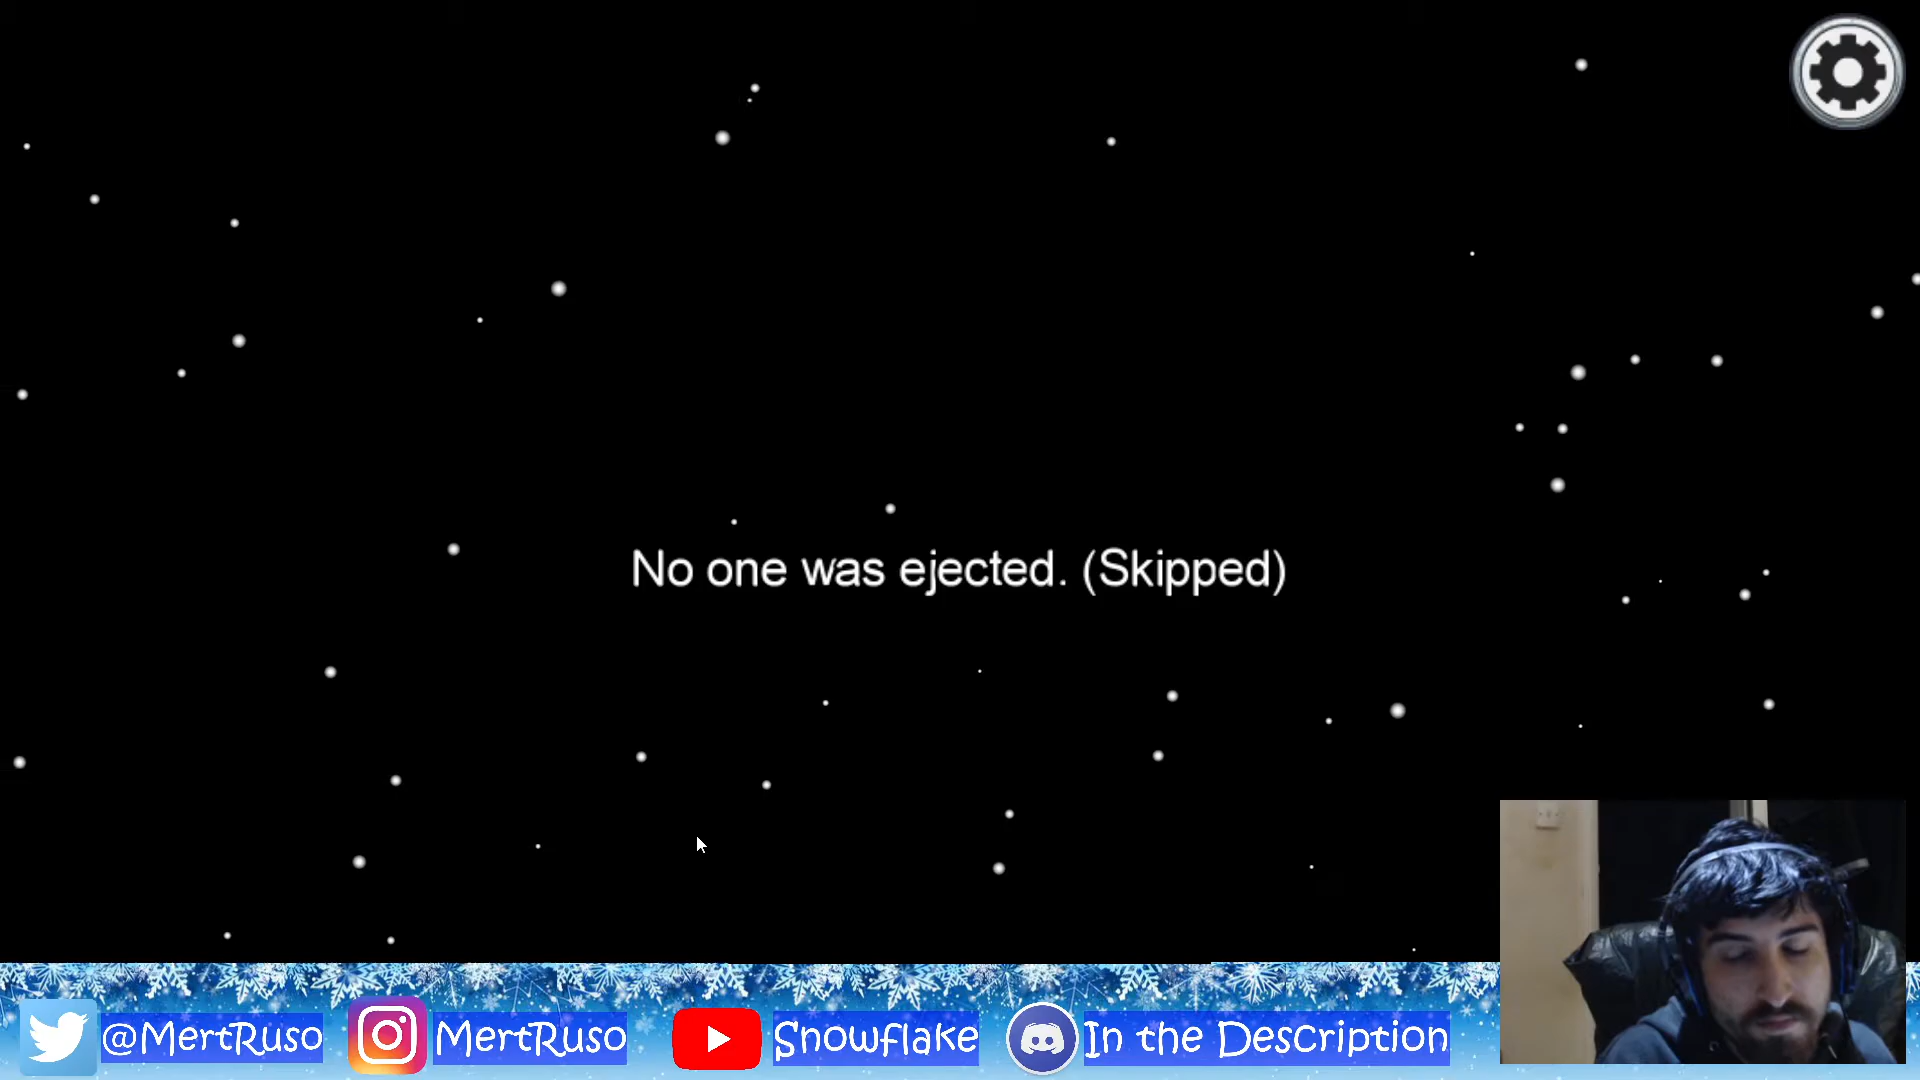 No one was ejected. (Skipped)
@MertRuso MertRuso Snowflake In the Description